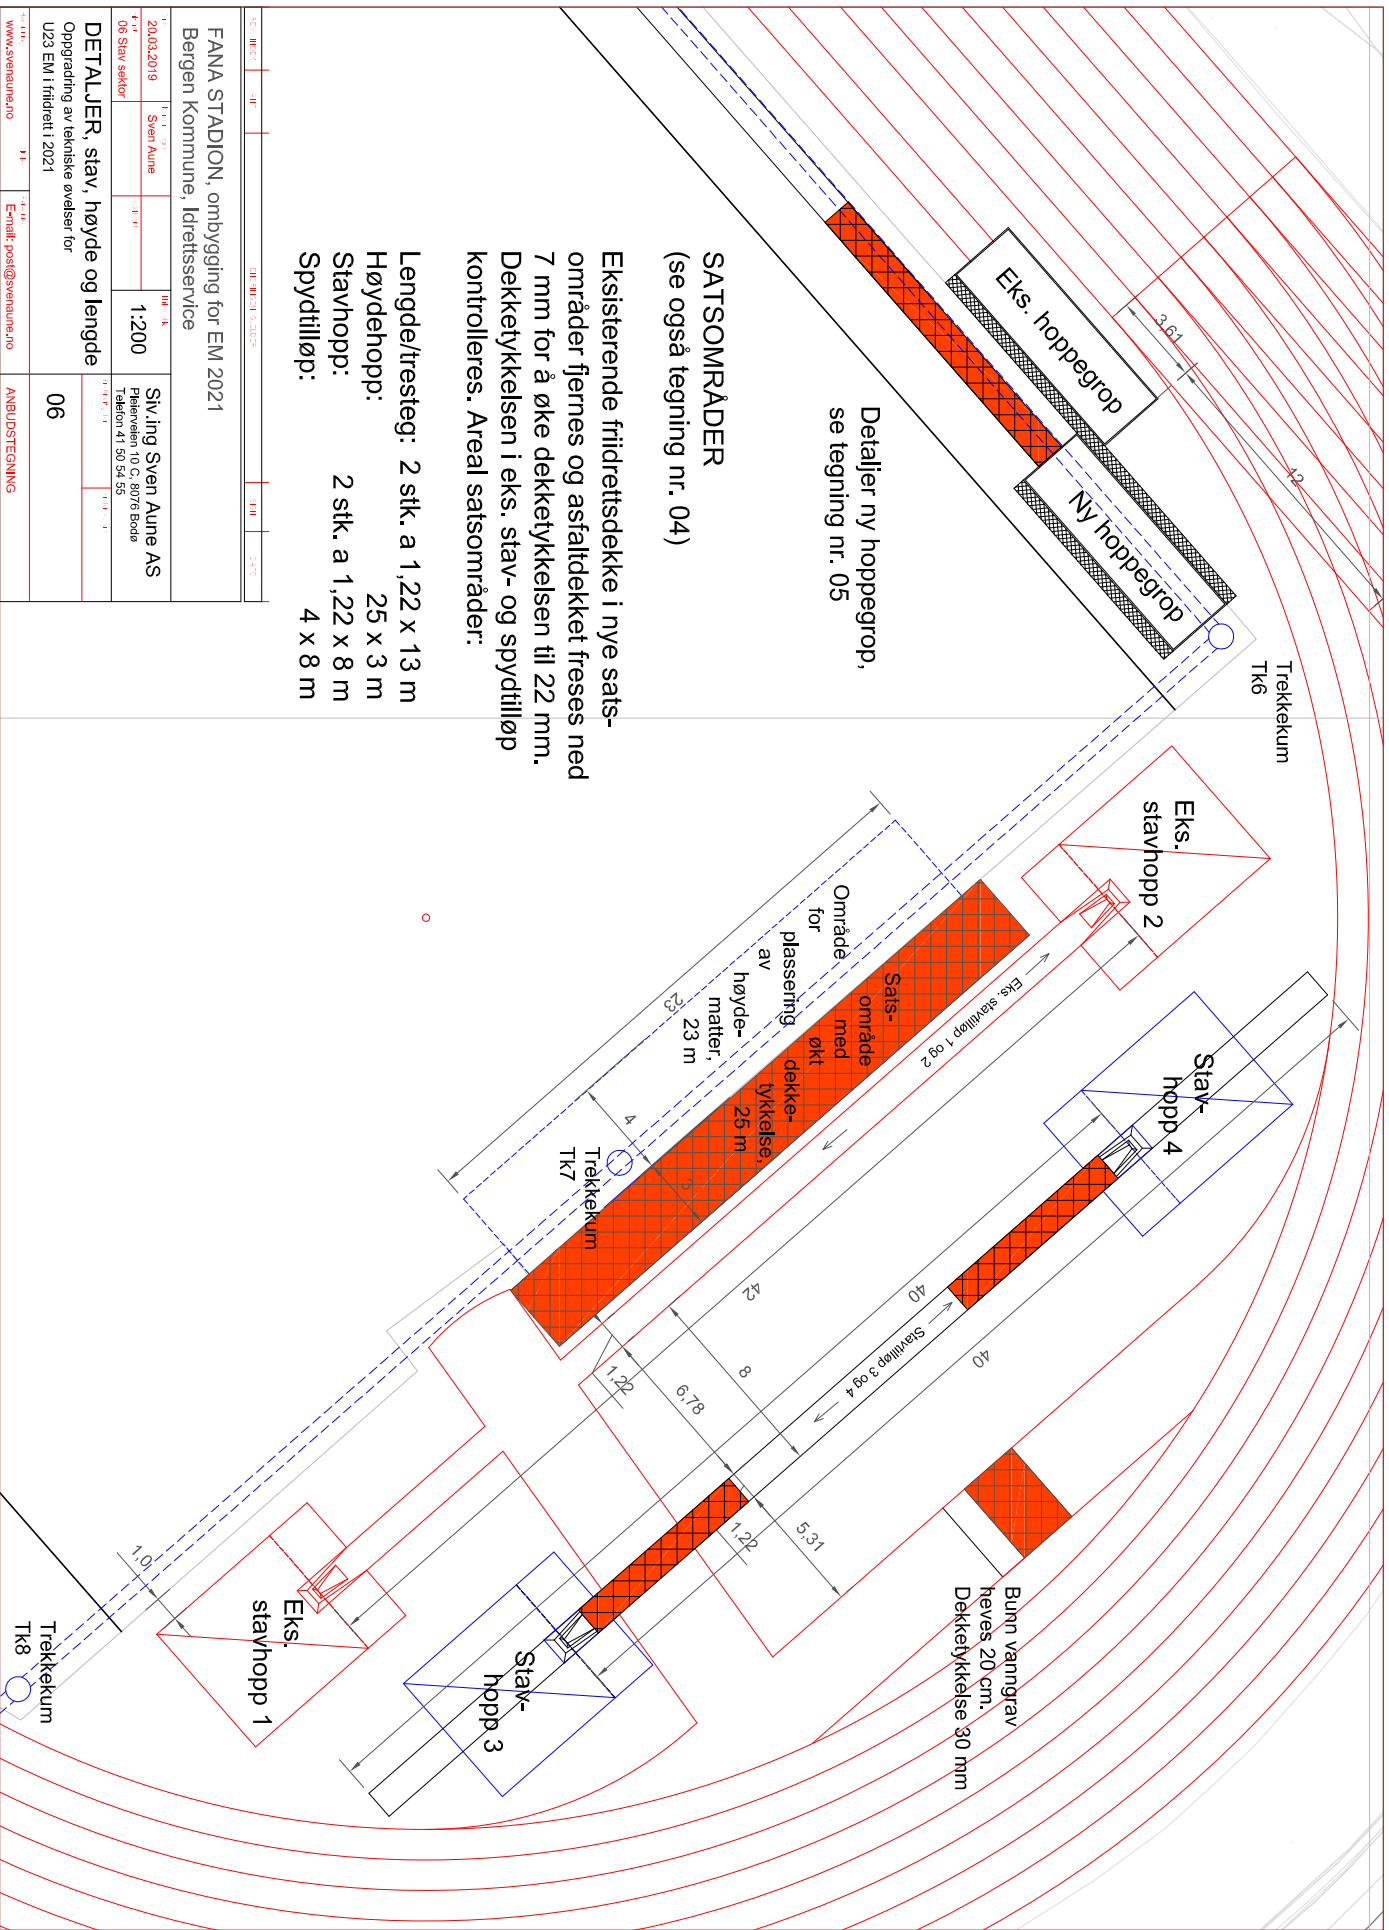 Eks. hoppegrop
Ny hoppegrop
3,61
12
Trekkekum
Tk6
Detaljer ny hoppegrop,
se tegning nr. 05
SATSOMRÅDER
(se også tegning nr. 04)
Eksisterende friidrettsdekke i nye sats-
områder fjernes og asfaltdekket freses ned
7 mm for å øke dekketykkelsen til 22 mm.
Dekketykkelsen i eks. stav- og spydtilløp
kontrolleres. Areal satsområder:
Lengde/tresteg: 2 stk. a 1,22 x 13 m
Høydehopp: 25 x 3 m
Stavhopp: 2 stk. a 1,22 x 8 m
Spydtilløp: 4 x 8 m
Eks.
stavhopp 2
Stav-
hopp 4
Eks. stavtilløp 1 og 2
Sats-
område
med
økt
dekke-
tykkelse,
25 m
Område
for
plassering
av
høyde-
matter,
23 m
23
4
3
Trekkekum
Tk7
42
40
40
Stavtilløp 3 og 4
8
6,78
1,22
1,22
5,31
Bunn vanngrav
heves 20 cm.
Dekketykkelse 30 mm
Stav-
hopp 3
Eks.
stavhopp 1
1,0
Trekkekum
Tk8
FANA STADION, ombygging for EM 2021
Bergen Kommune, Idrettsservice
20.03.2019
Sven Aune
06 Stav sektor
1:200
Siv.ing Sven Aune AS
Pleierveien 10 C, 8076 Bodø
Telefon 41 50 54 55
DETALJER, stav, høyde og lengde
Oppgradring av tekniske øvelser for
U23 EM i friidrett i 2021
06
www.svenaune.no
E-mail: post@svenaune.no
ANBUDSTEGNING